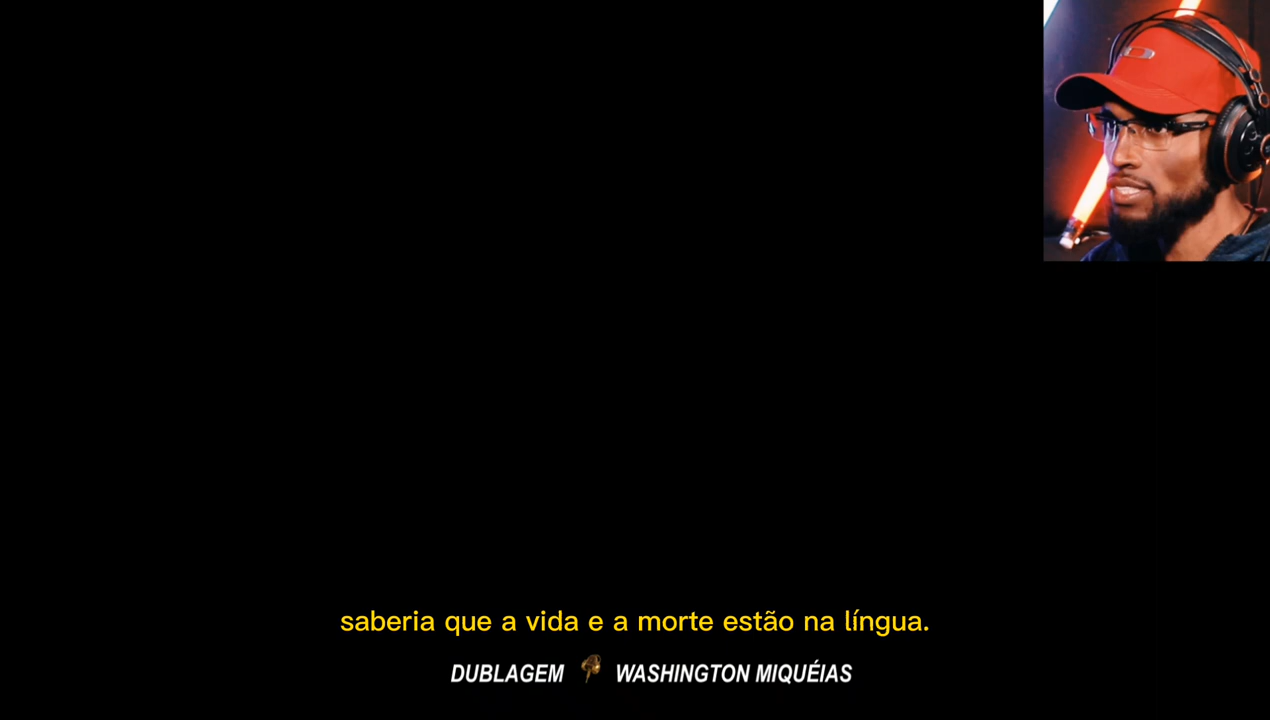 saberia que a vida e a morte estão na língua.
DUBLAGEM WASHINGTON MIQUÉIAS